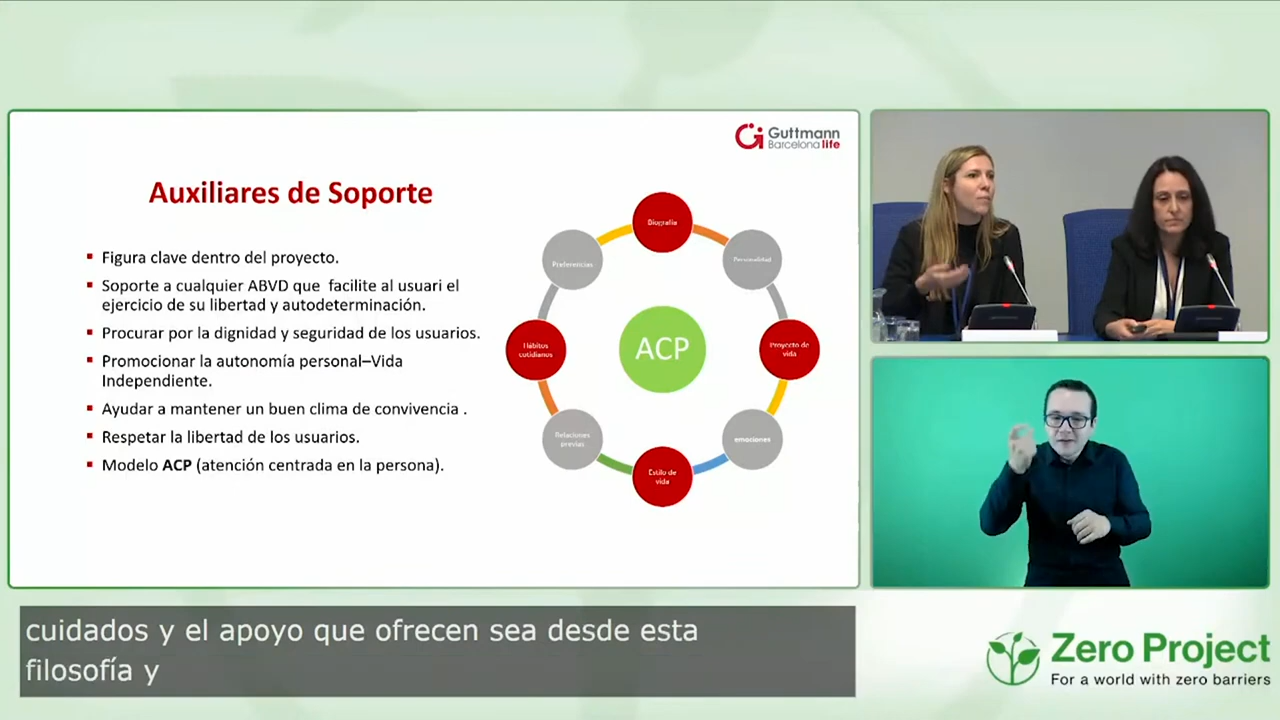 Guttmann
Barcelona life
Auxiliares de Soporte
Figura clave dentro del proyecto.
Soporte a cualquier ABVD que facilite al usuari el
ejercicio de su libertad y autodeterminación.
Procurar por la dignidad y seguridad de los usuarios.
Promocionar la autonomía personal–Vida
Independiente.
Ayudar a mantener un buen clima de convivencia .
Respetar la libertad de los usuarios.
Modelo ACP (atención centrada en la persona).
Biografía
Personalidad
Proyecto de
vida
emociones
Estilo de
vida
Relaciones
previas
Hábitos
cotidianos
Preferencias
ACP
cuidados y el apoyo que ofrecen sea desde esta
filosofía y
Zero Project
For a world with zero barriers